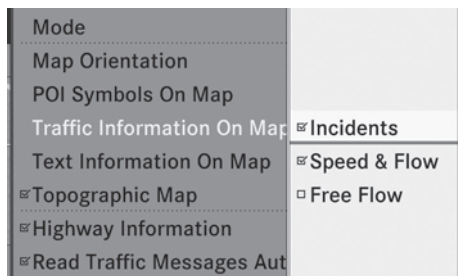 Mode
Map Orientation
POI Symbols On Map
Traffic Information On Map
Text Information On Map
Topographic Map
Highway Information
Read Traffic Messages Aut
Incidents
Speed & Flow
Free Flow